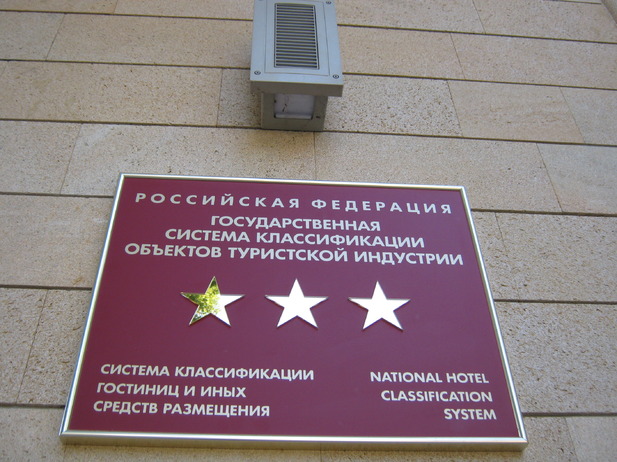 РОССИЙСКАЯ ФЕДЕРАЦИЯ
ГОСУДАРСТВЕННАЯ
СИСТЕМА КЛАССИФИКАЦИИ
ОБЪЕКТОВ ТУРИСТСКОЙ ИНДУСТРИИ
СИСТЕМА КЛАССИФИКАЦИИ
ГОСТИНИЦ И ИНЫХ
СРЕДСТВ РАЗМЕЩЕНИЯ
NATIONAL HOTEL
CLASSIFICATION
SYSTEM